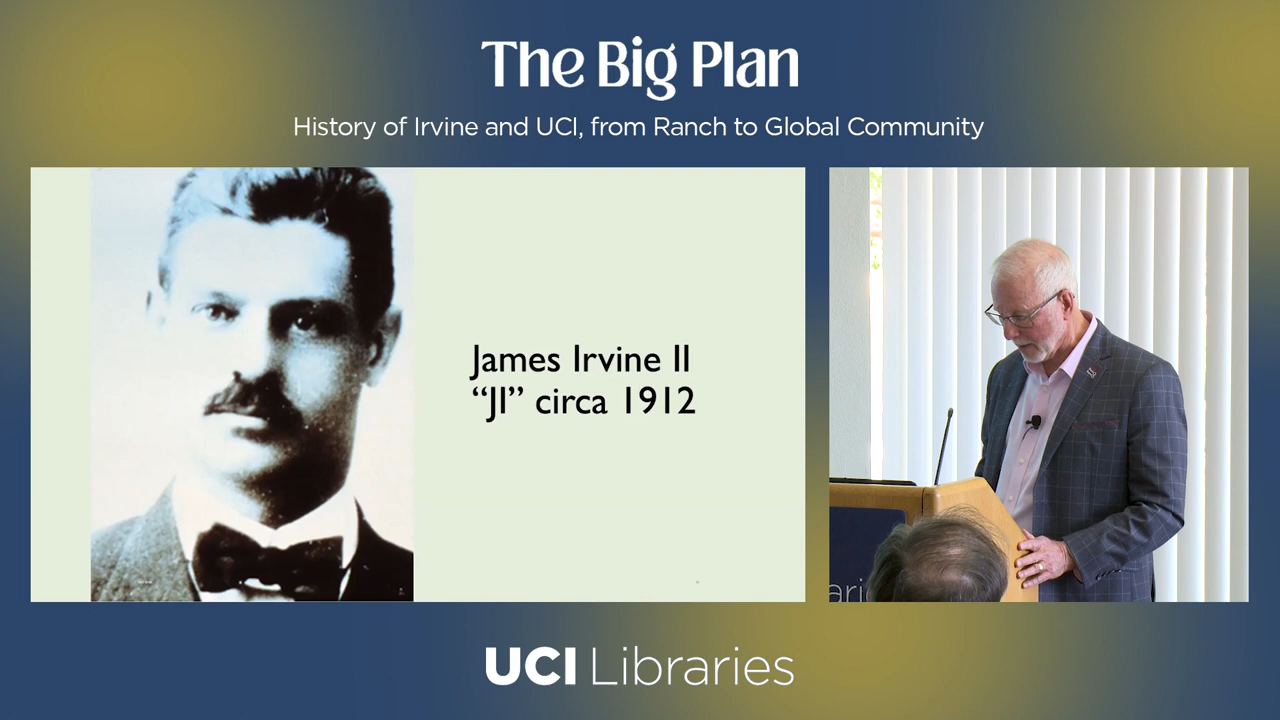 The Big Plan
History of Irvine and UCI, from Ranch to Global Community
James Irvine II
“JI” circa 1912
UCI Libraries